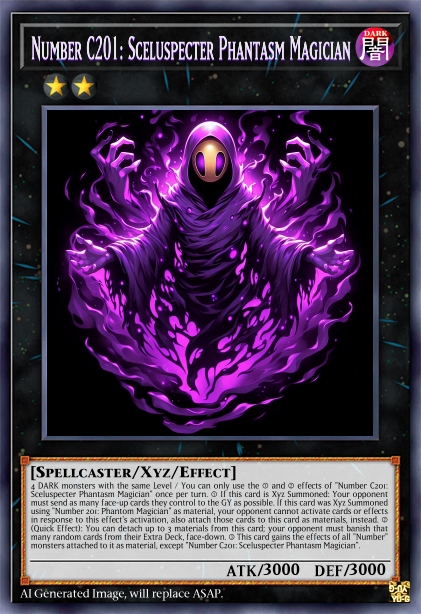 Number C201: Sceluspecter Phantasm Magician
DARK
闇
[Spellcaster/Xyz/Effect]
4 DARK monsters with the same Level / You can only use the ① and ② effects of "Number C201:
Sceluspecter Phantasm Magician" once per turn. ① If this card is Xyz Summoned: Your opponent
must send as many face-up cards they control to the GY as possible. If this card was Xyz Summoned
using "Number 201: Phantom Magician" as material, your opponent cannot activate cards or effects
in response to this effect's activation, also attach those cards to this card as materials, instead. ②
(Quick Effect): You can detach up to 3 materials from this card; your opponent must banish that
many random cards from their Extra Deck, face-down. ③ This card gains the effects of all "Number"
monsters attached to it as material, except "Number C201: Sceluspecter Phantasm Magician".
ATK/3000 DEF/3000
AI Generated Image, will replace ASAP.